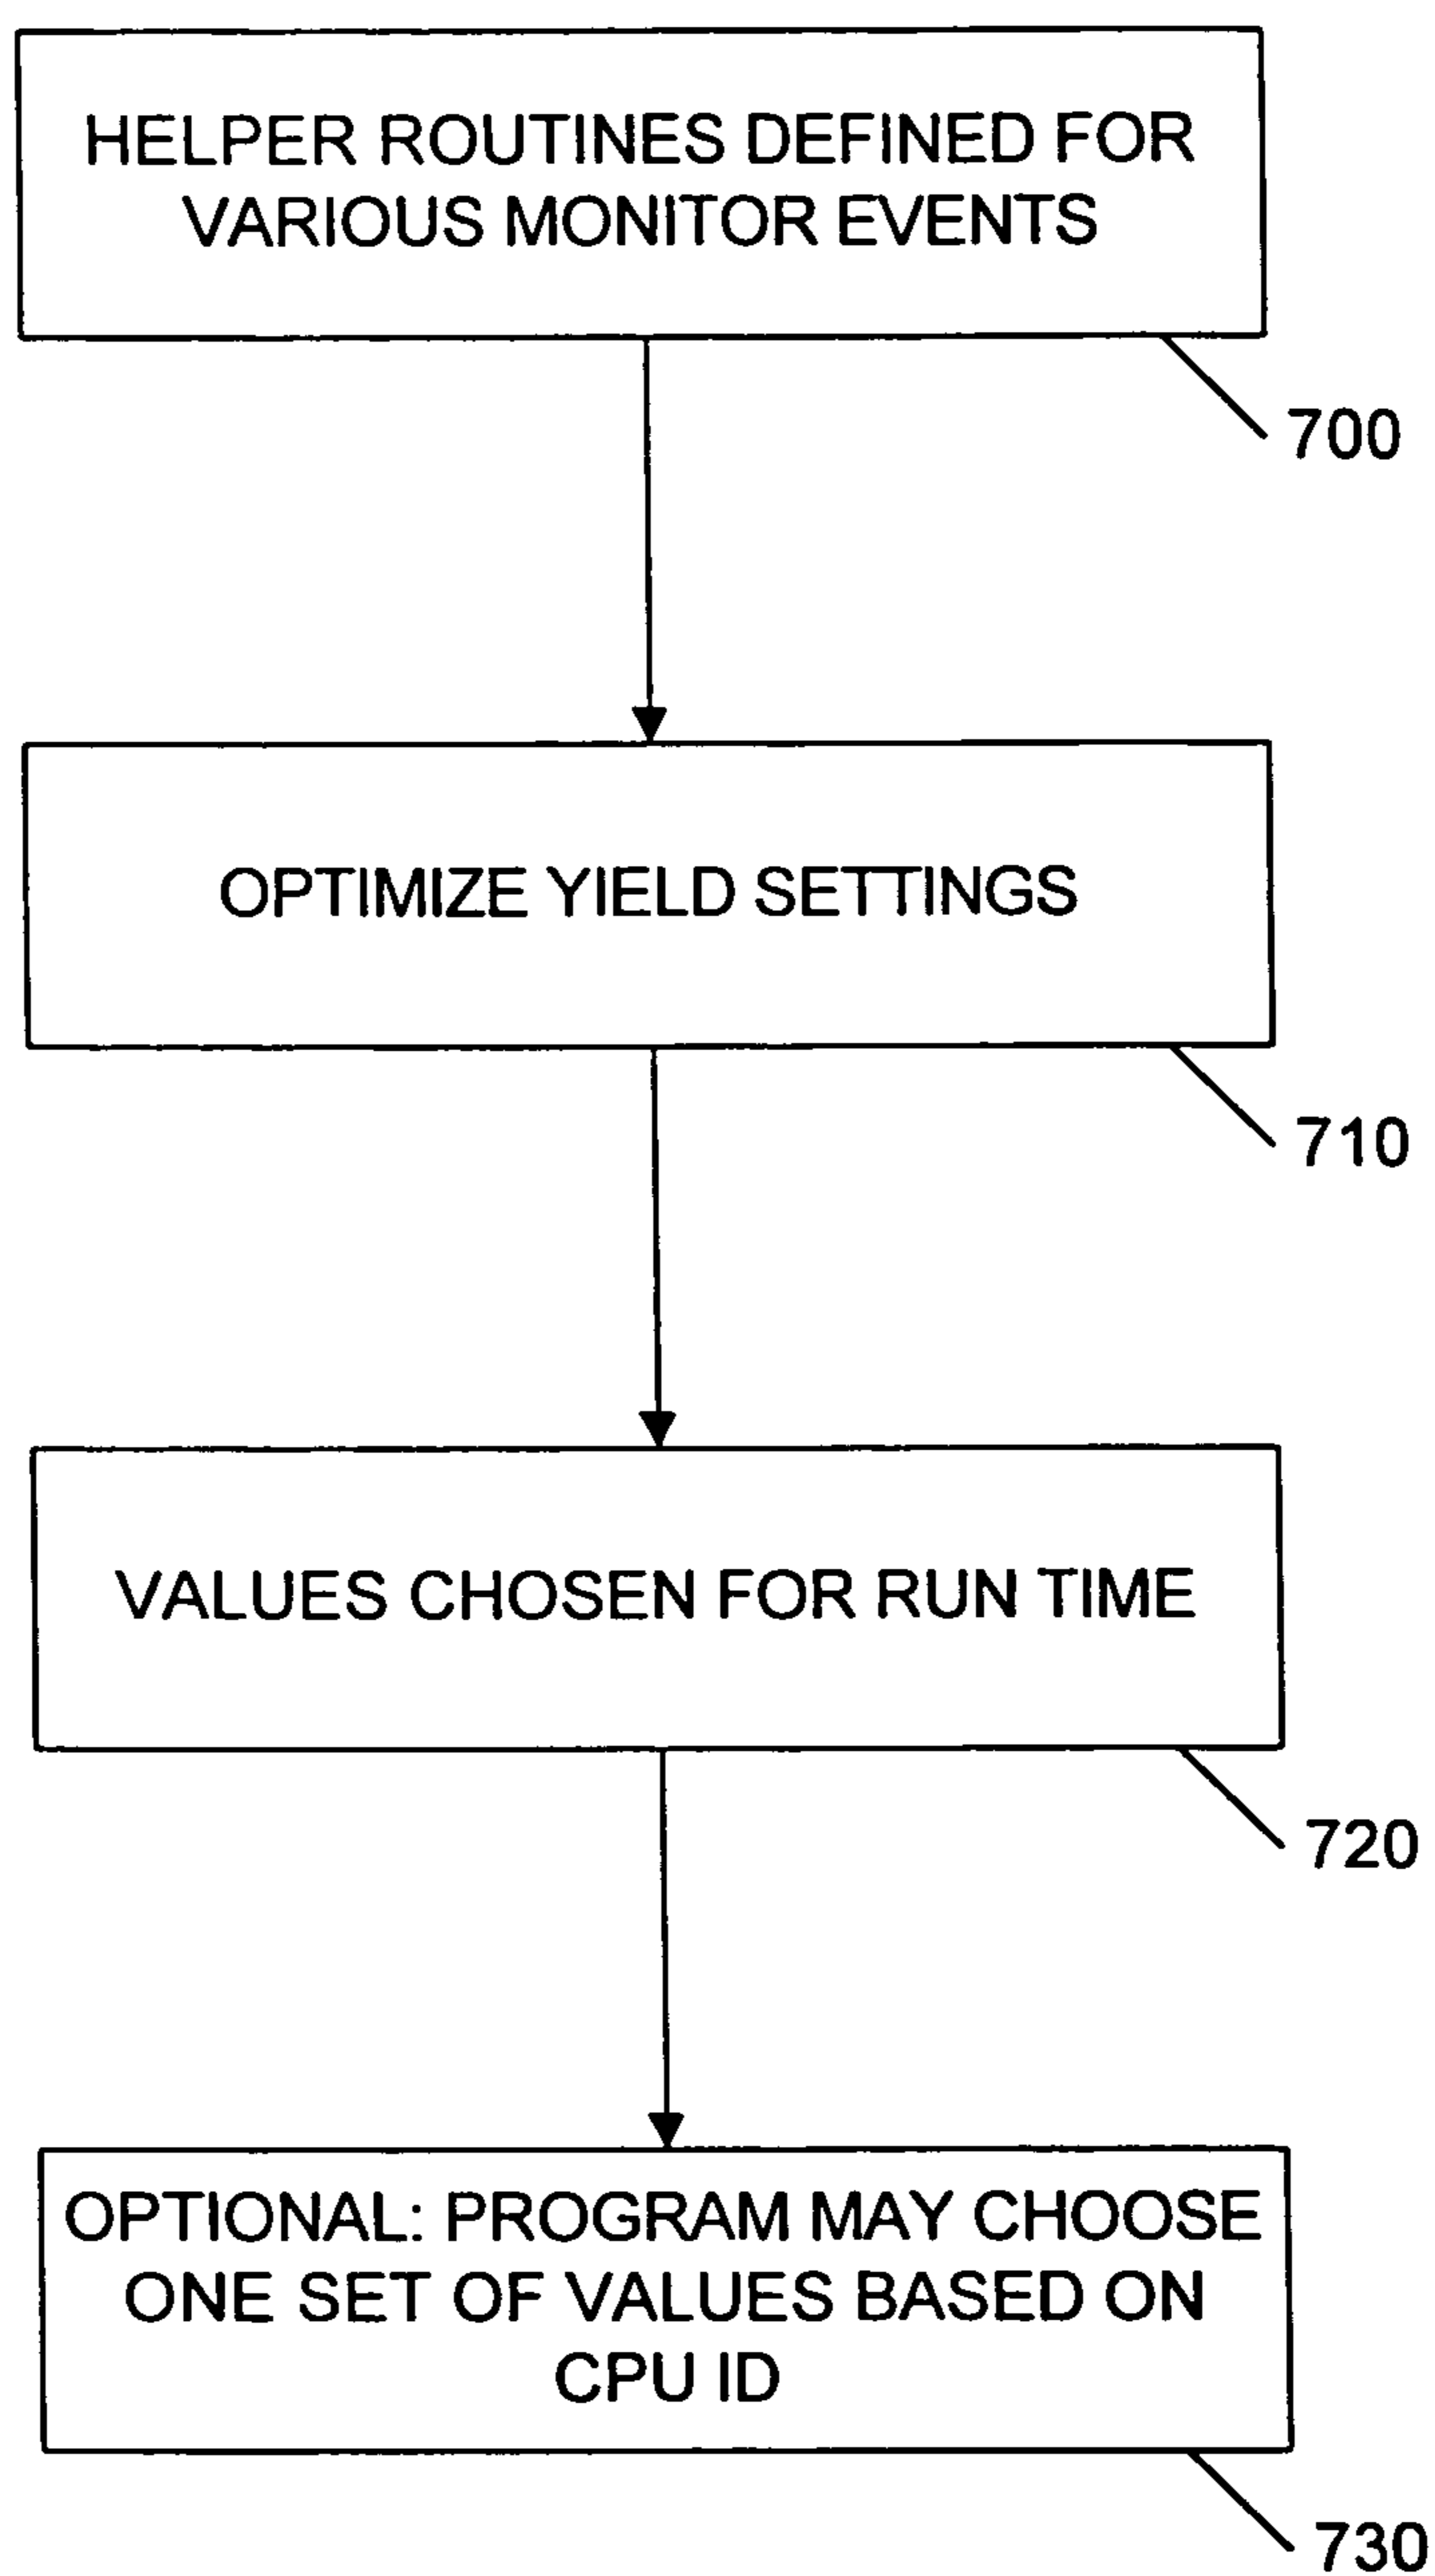 HELPER ROUTINES DEFINED FOR
VARIOUS MONITOR EVENTS
700
OPTIMIZE YIELD SETTINGS
710
VALUES CHOSEN FOR RUN TIME
720
OPTIONAL: PROGRAM MAY CHOOSE
ONE SET OF VALUES BASED ON
CPU ID
730